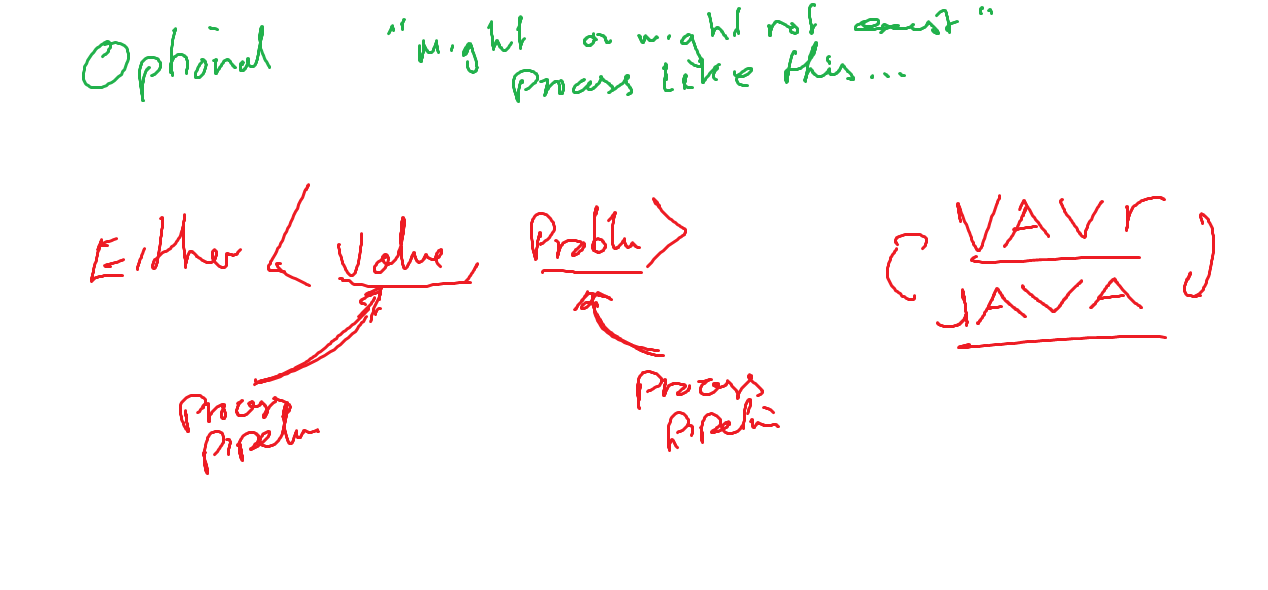 Optional "Might or might not exist"
Process like this...
Either < Value, Problem >
VAVr
JAVA
Process
pipeline
Process
pipeline